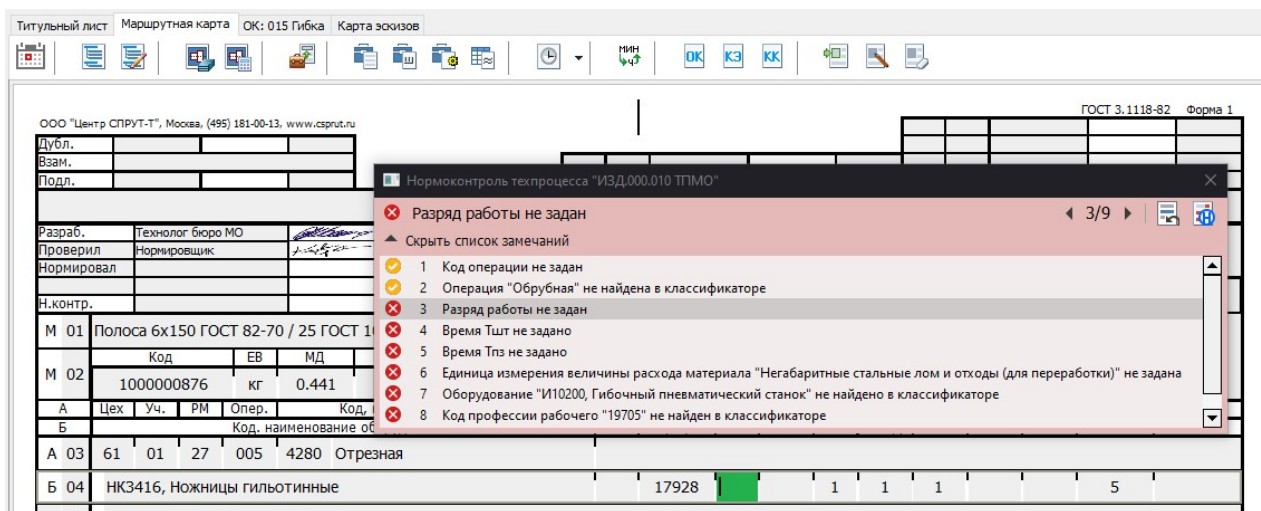 Титульный лист Маршрутная карта ОК: 015 Гибка Карта эскизов
МИН ОК КЭ КК
ГОСТ 3.1118-82 Форма 1
ООО "Центр СПРУТ-Т", Москва, (495) 181-00-13, www.csprut.ru
Дубл.
Взам.
Подл.
Нормоконтроль техпроцесса "ИЗД.000.010 ТПМО"
Разряд работы не задан 3/9
Скрыть список замечаний
1 Код операции не задан
2 Операция "Обрубная" не найдена в классификаторе
3 Разряд работы не задан
4 Время Тшт не задано
5 Время Тпз не задано
6 Единица измерения величины расхода материала "Негабаритные стальные лом и отходы (для переработки)" не задана
7 Оборудование "И10200, Гибочный пневматический станок" не найдено в классификаторе
8 Код профессии рабочего "19705" не найден в классификаторе
Разраб. Технолог бюро МО
Проверил Нормировщик
Нормировал
Н.контр.
М 01 Полоса 6х150 ГОСТ 82-70 / 25 ГОСТ
Код ЕВ МД
М 02 1000000876 кг 0.441
А Цех Уч. РМ Опер. Код,
Б Код. наименование
А 03 61 01 27 005 4280 Отрезная
Б 04 НК3416, Ножницы гильотинные 17928 1 1 1 5